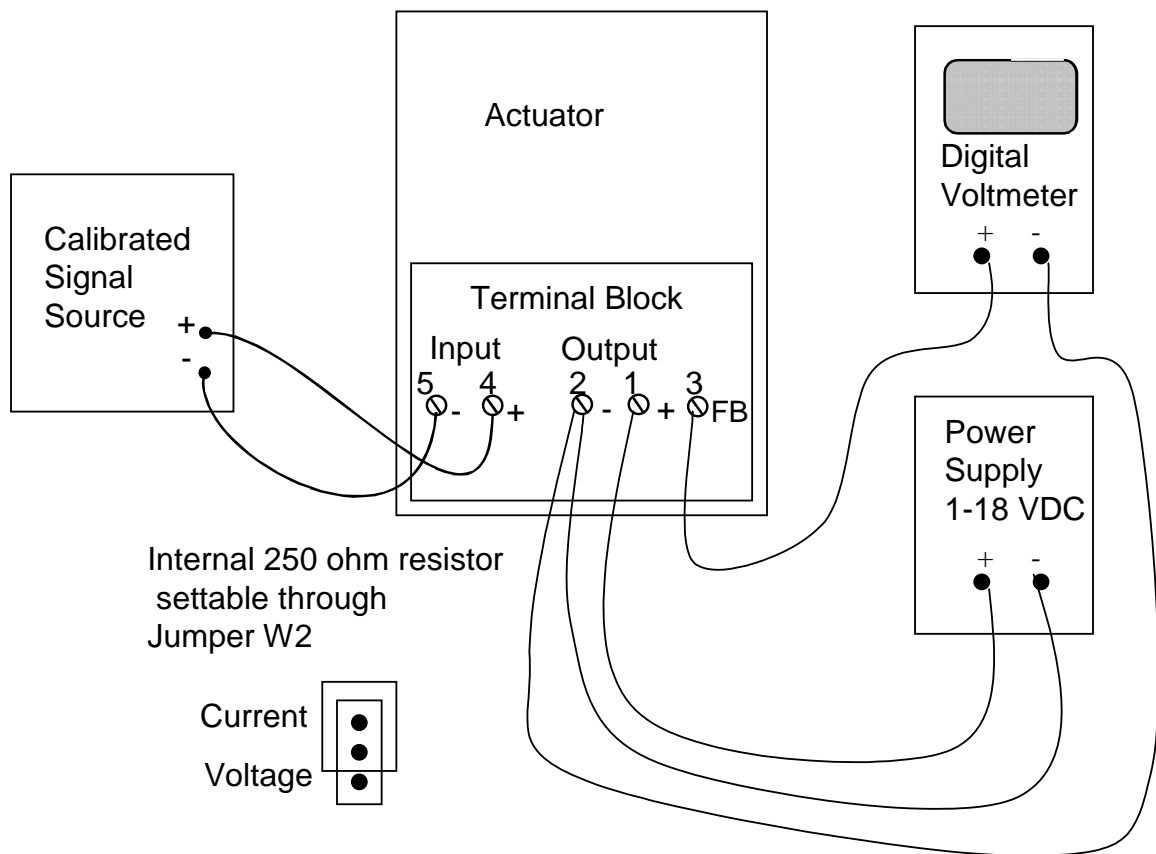 Actuator
Calibrated
Signal
Source
+
-
Terminal Block
Input Output
5 4 2 1 3
- + - + FB
Digital
Voltmeter
+ -
Power
Supply
1-18 VDC
+ -
Internal 250 ohm resistor
settable through
Jumper W2
Current
Voltage